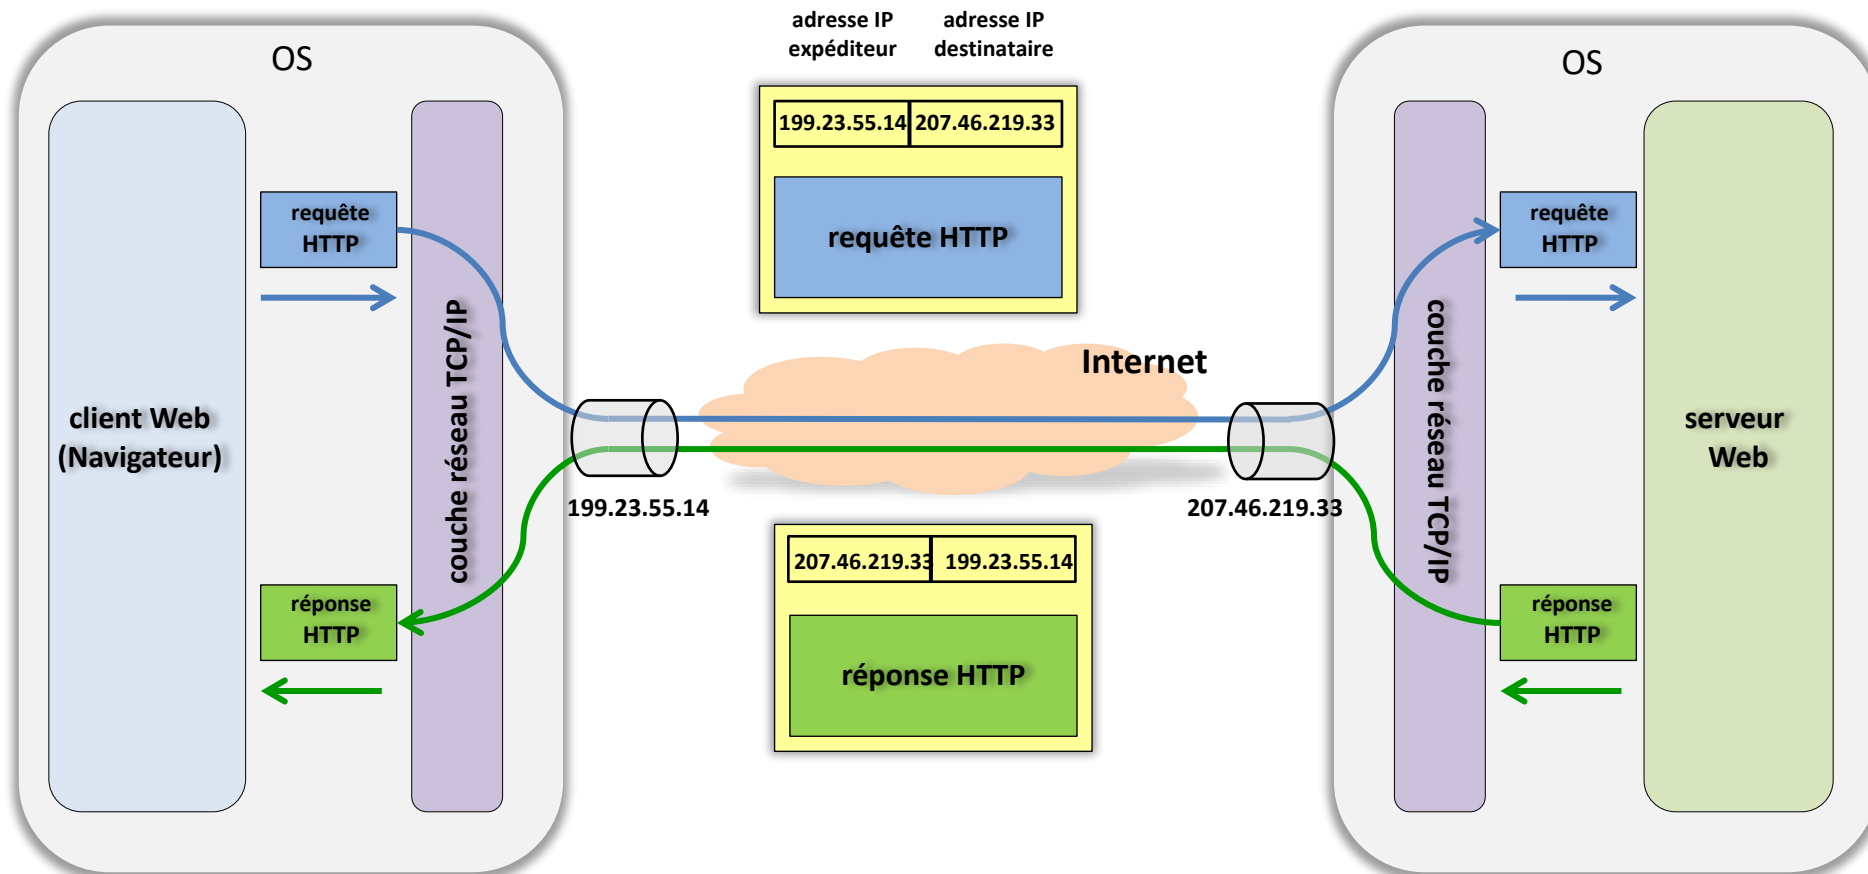 OS
client Web
(Navigateur)
requête
HTTP
couche réseau TCP/IP
réponse
HTTP
199.23.55.14
adresse IP
expéditeur
adresse IP
destinataire
199.23.55.14
207.46.219.33
requête HTTP
Internet
207.46.219.33
199.23.55.14
réponse HTTP
207.46.219.33
OS
couche réseau TCP/IP
requête
HTTP
réponse
HTTP
serveur
Web